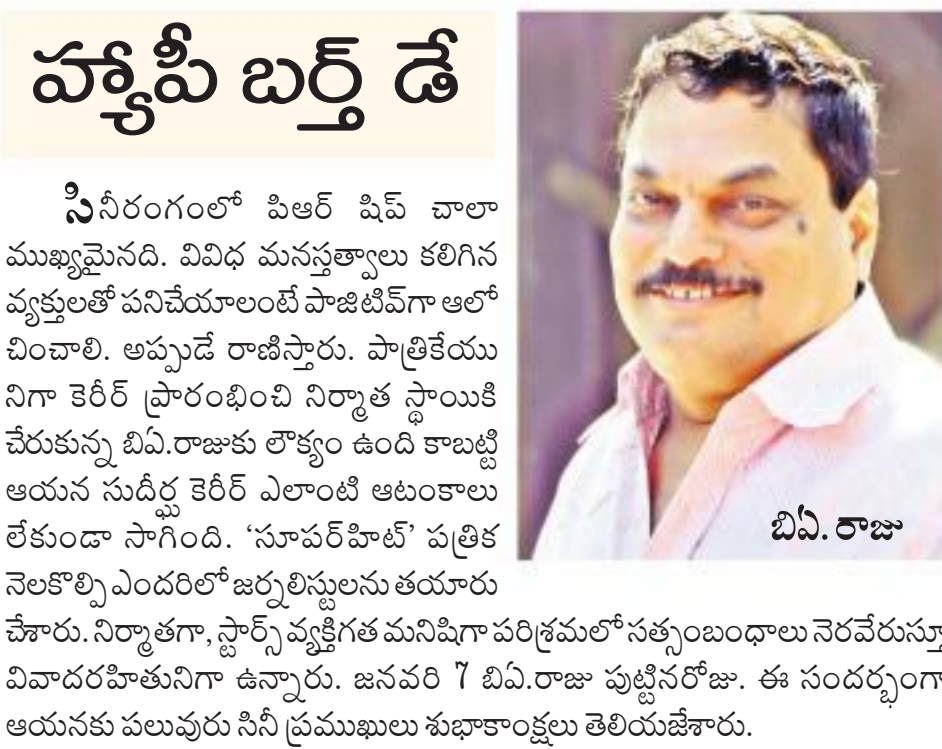 హ్యాపీ బర్త్ డే
సినీరంగంలో పిఆర్ షిప్ చాలా
ముఖ్యమైనది. వివిధ మనస్తత్వాలు కలిగిన
వ్యక్తులతో పనిచేయాలంటే పాజిటివ్‌గా ఆలో
చించాలి. అప్పుడే రాణిస్తారు. పాత్రికేయు
నిగా కెరీర్ ప్రారంభించి నిర్మాత స్థాయికి
చేరుకున్న బిఏ.రాజుకు లౌక్యం ఉంది కాబట్టి
ఆయన సుదీర్ఘ కెరీర్ ఎలాంటి ఆటంకాలు
లేకుండా సాగింది. ‘సూపర్‌హిట్’ పత్రిక
నెలకొల్పి ఎందరిలో జర్నలిస్టులను తయారు
చేశారు. నిర్మాతగా, స్టార్స్ వ్యక్తిగత మనిషిగా పరిశ్రమలో సత్సంబంధాలు నెరవేరుస్తూ
వివాదరహితునిగా ఉన్నారు. జనవరి 7 బిఏ.రాజు పుట్టినరోజు. ఈ సందర్భంగా
ఆయనకు పలువురు సినీ ప్రముఖులు శుభాకాంక్షలు తెలియజేశారు.
బిఏ. రాజు